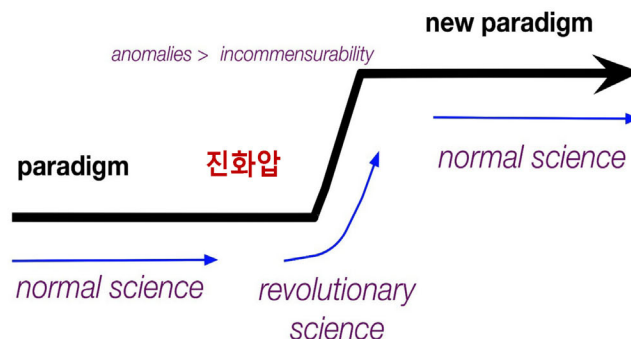 new paradigm
anomalies > incommensurability
paradigm
진화압
normal science
normal science
revolutionary
science